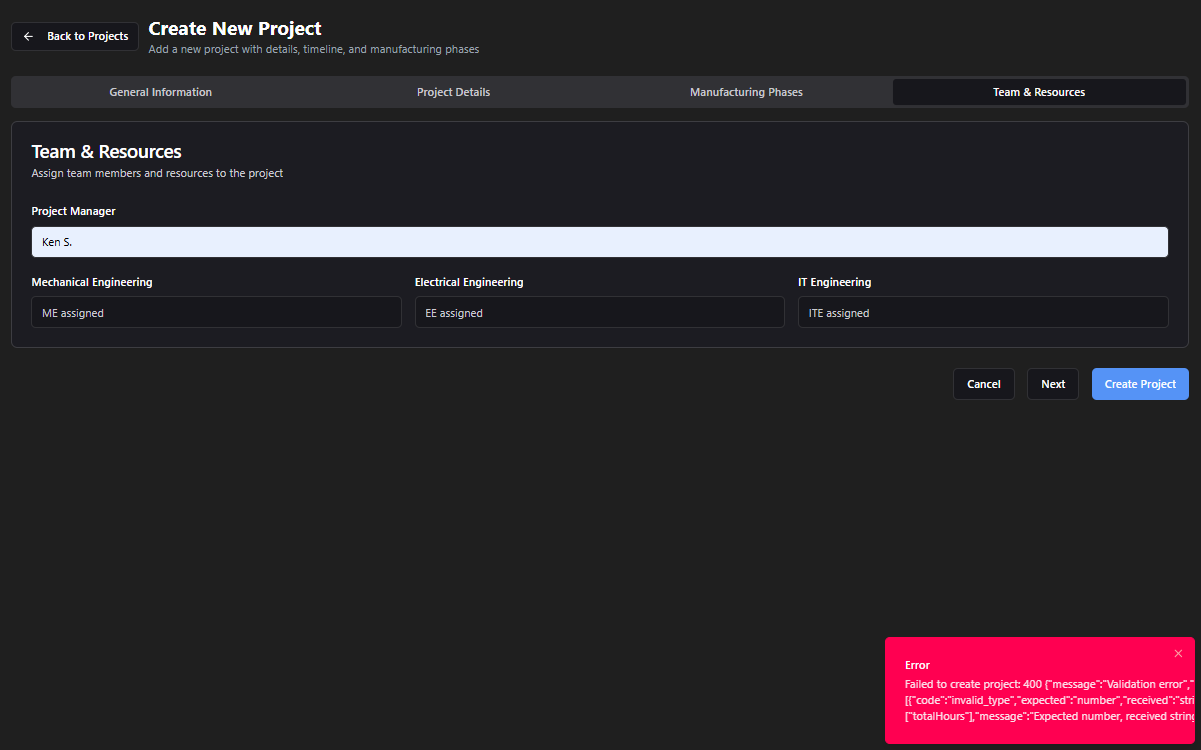 Back to Projects
Create New Project
Add a new project with details, timeline, and manufacturing phases
General Information
Project Details
Manufacturing Phases
Team & Resources
Team & Resources
Assign team members and resources to the project
Project Manager
Ken S.
Mechanical Engineering
Electrical Engineering
IT Engineering
ME assigned
EE assigned
ITE assigned
Cancel
Next
Create Project
Error
Failed to create project: 400 {"message":"Validation error","
[{"code":"invalid_type","expected":"number","received":"stri
["totalHours"],"message":"Expected number, received string